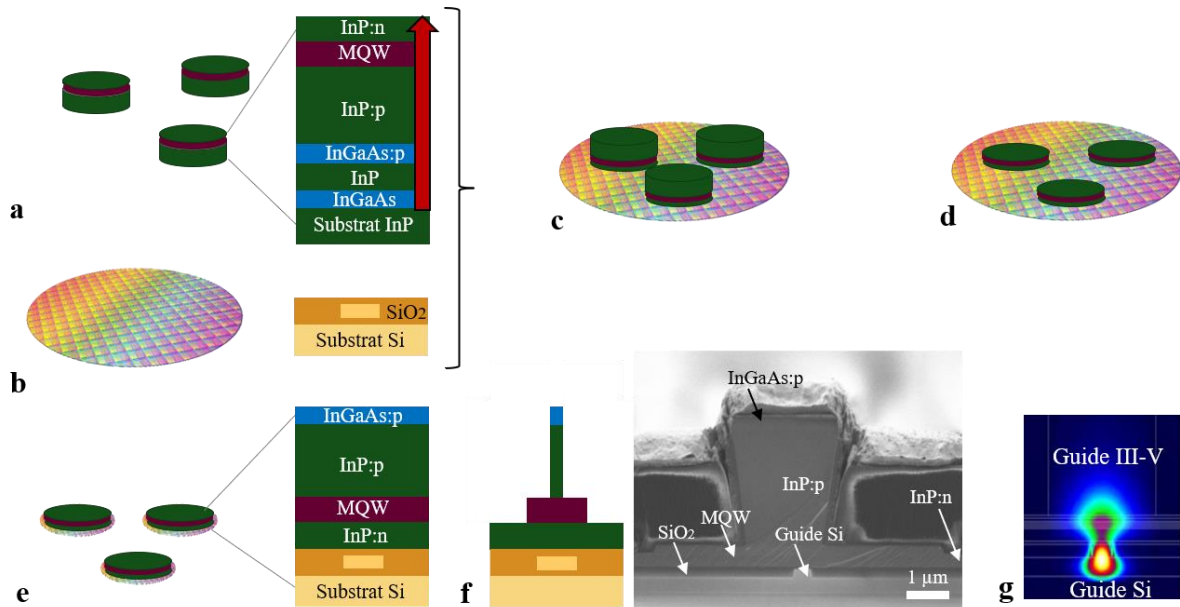 InP:n
MQW
InP:p
InGaAs:p
InP
InGaAs
Substrat InP
a
SiO₂
Substrat Si
b
c
d
InGaAs:p
InP:p
MQW
InP:n
Substrat Si
e
f
InGaAs:p
InP:p
InP:n
MQW
SiO₂
Guide Si
1 µm
Guide III-V
Guide Si
g